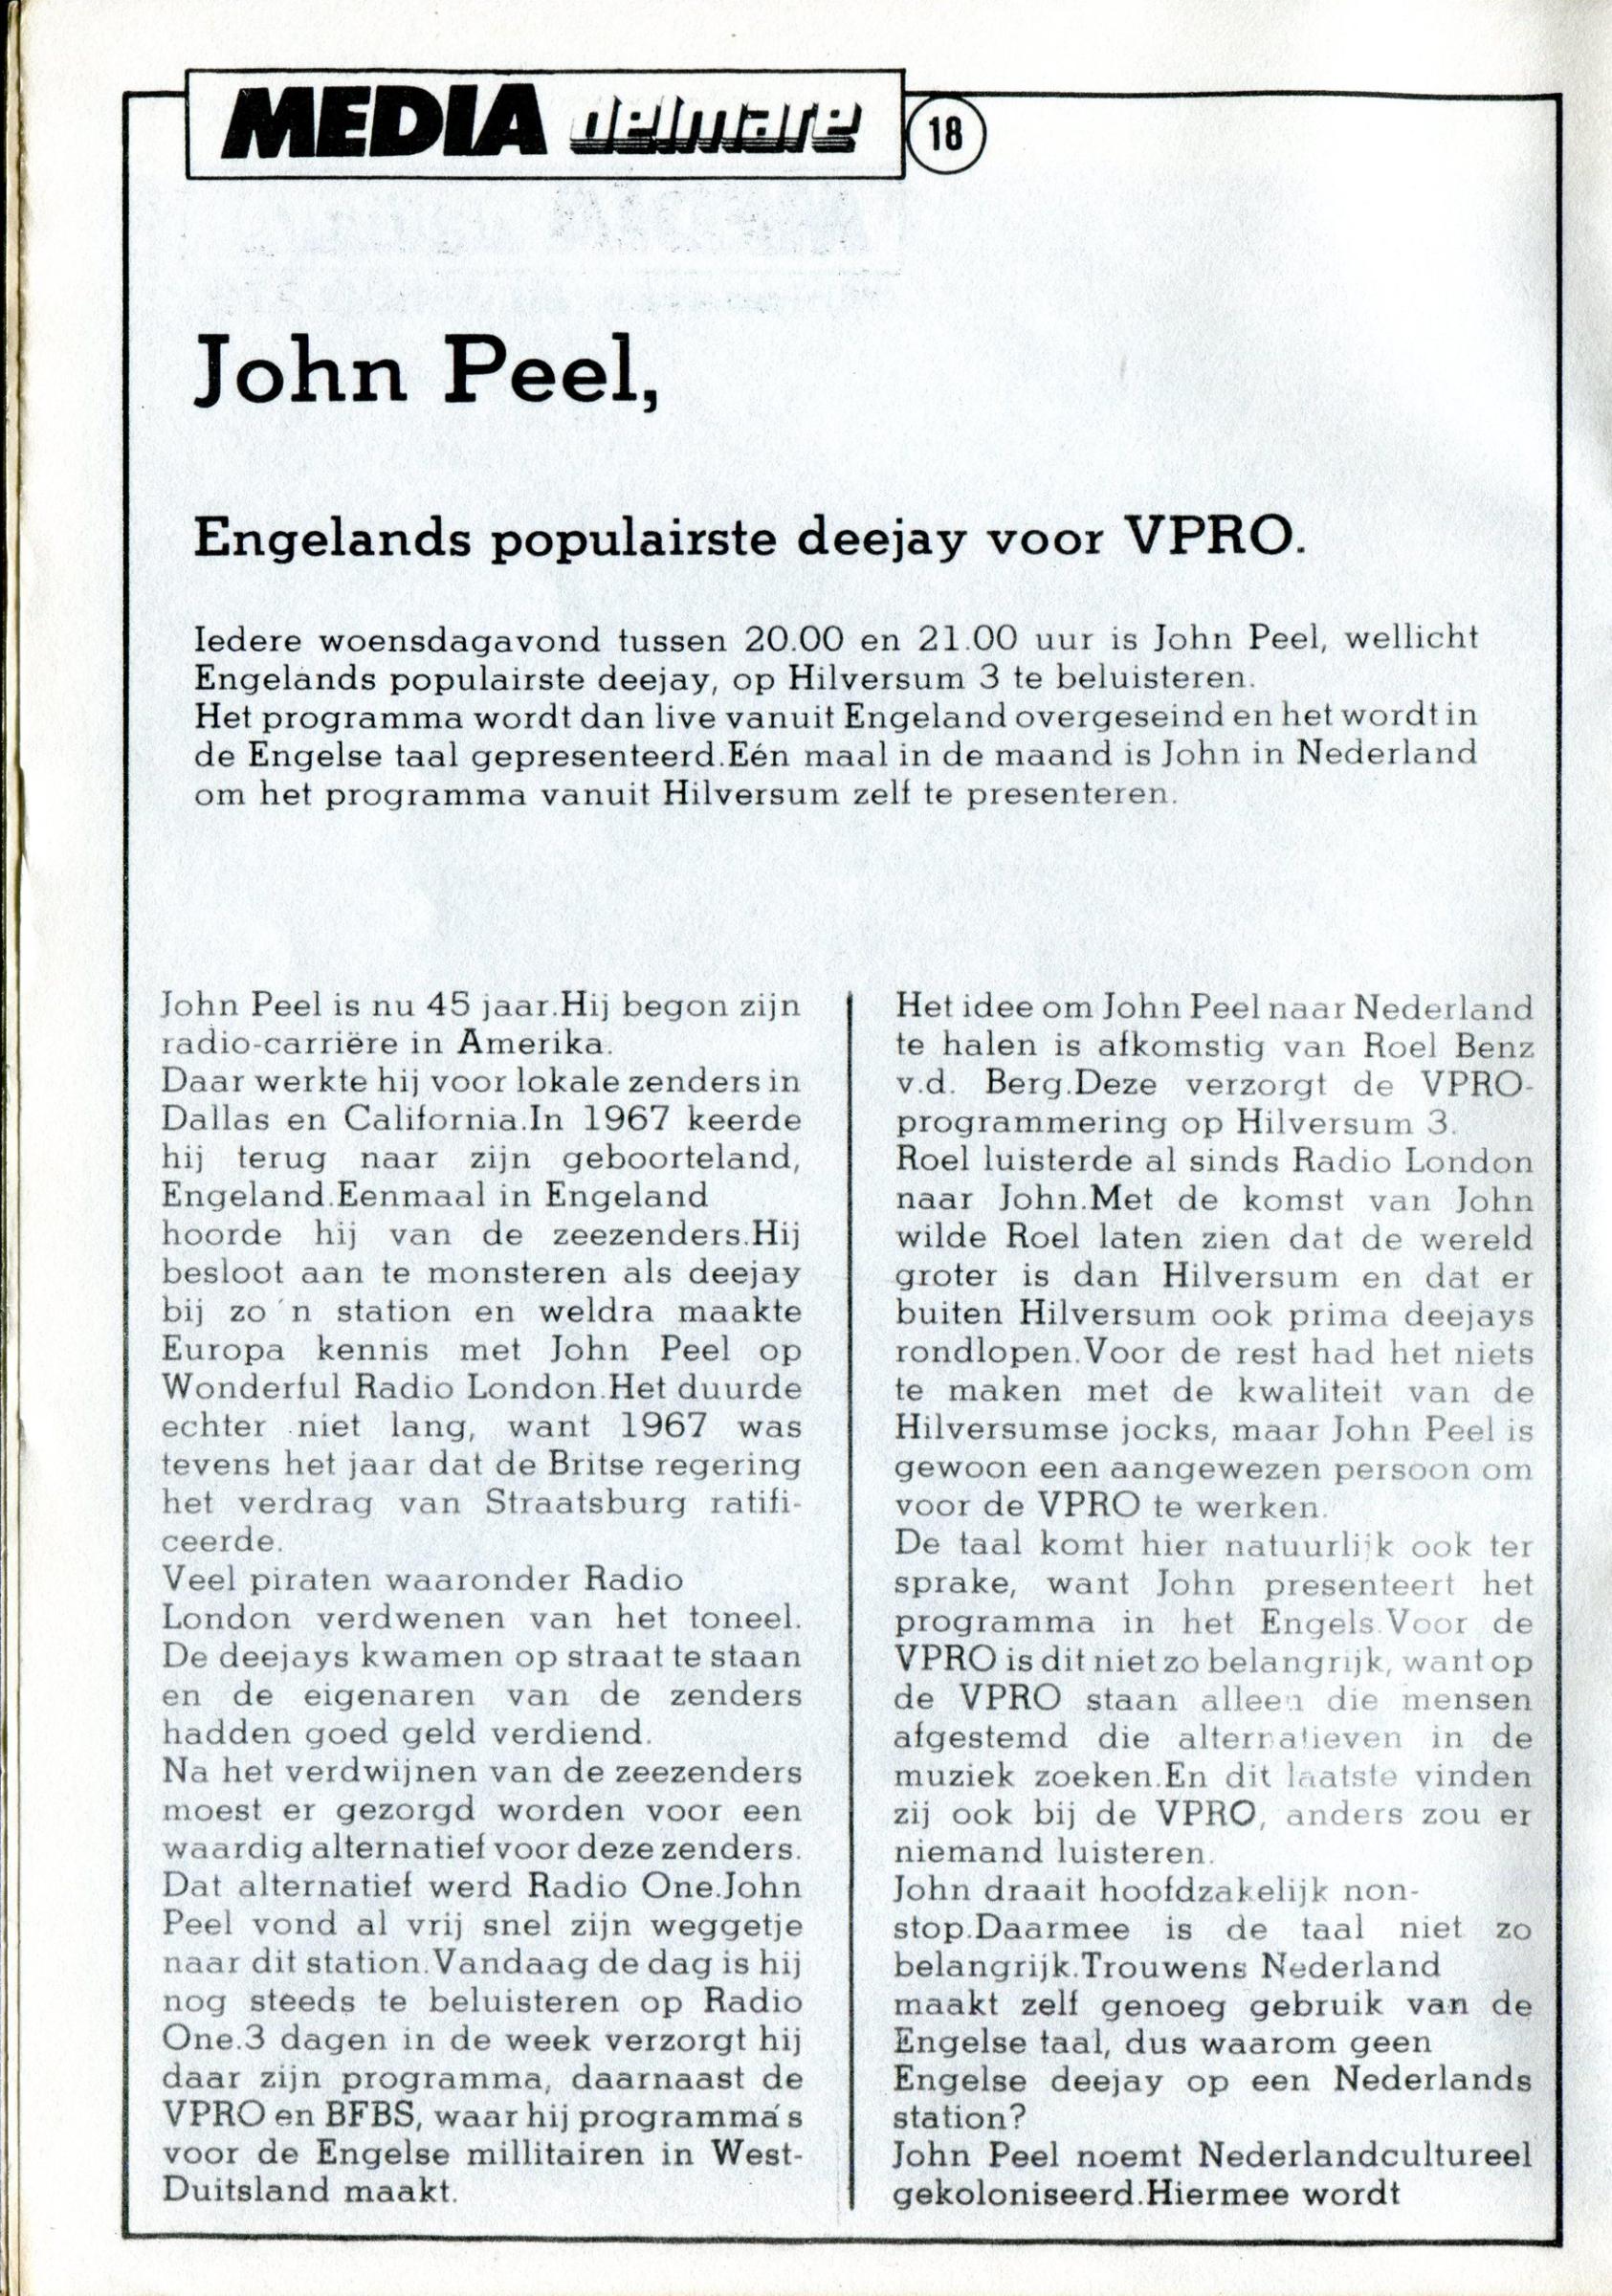 MEDIA delmare
18
John Peel,
Engelands populairste deejay voor VPRO.
Iedere woensdagavond tussen 20.00 en 21.00 uur is John Peel, wellicht
Engelands populairste deejay, op Hilversum 3 te beluisteren.
Het programma wordt dan live vanuit Engeland overgeseind en het wordt in
de Engelse taal gepresenteerd.Eén maal in de maand is John in Nederland
om het programma vanuit Hilversum zelf te presenteren.
John Peel is nu 45 jaar.Hij begon zijn
radio-carriëre in Amerika.
Daar werkte hij voor lokale zenders in
Dallas en California.In 1967 keerde
hij terug naar zijn geboorteland,
Engeland.Eenmaal in Engeland
hoorde hij van de zeezenders.Hij
besloot aan te monsteren als deejay
bij zo 'n station en weldra maakte
Europa kennis met John Peel op
Wonderful Radio London.Het duurde
echter niet lang, want 1967 was
tevens het jaar dat de Britse regering
het verdrag van Straatsburg ratifi-
ceerde.
Veel piraten waaronder Radio
London verdwenen van het toneel.
De deejays kwamen op straat te staan
en de eigenaren van de zenders
hadden goed geld verdiend.
Na het verdwijnen van de zeezenders
moest er gezorgd worden voor een
waardig alternatief voor deze zenders.
Dat alternatief werd Radio One.John
Peel vond al vrij snel zijn weggetje
naar dit station.Vandaag de dag is hij
nog steeds te beluisteren op Radio
One.3 dagen in de week verzorgt hij
daar zijn programma, daarnaast de
VPRO en BFBS, waar hij programma's
voor de Engelse millitairen in West-
Duitsland maakt.
Het idee om John Peel naar Nederland
te halen is afkomstig van Roel Benz
v.d. Berg.Deze verzorgt de VPRO-
programmering op Hilversum 3.
Roel luisterde al sinds Radio London
naar John.Met de komst van John
wilde Roel laten zien dat de wereld
groter is dan Hilversum en dat er
buiten Hilversum ook prima deejays
rondlopen.Voor de rest had het niets
te maken met de kwaliteit van de
Hilversumse jocks, maar John Peel is
gewoon een aangewezen persoon om
voor de VPRO te werken.
De taal komt hier natuurlijk ook ter
sprake, want John presenteert het
programma in het Engels.Voor de
VPRO is dit niet zo belangrijk, want op
de VPRO staan alleen die mensen
afgestemd die alternatieven in de
muziek zoeken.En dit laatste vinden
zij ook bij de VPRO, anders zou er
niemand luisteren.
John draait hoofdzakelijk non-
stop.Daarmee is de taal niet zo
belangrijk.Trouwens Nederland
maakt zelf genoeg gebruik van de
Engelse taal, dus waarom geen
Engelse deejay op een Nederlands
station?
John Peel noemt Nederlandcultureel
gekoloniseerd.Hiermee wordt